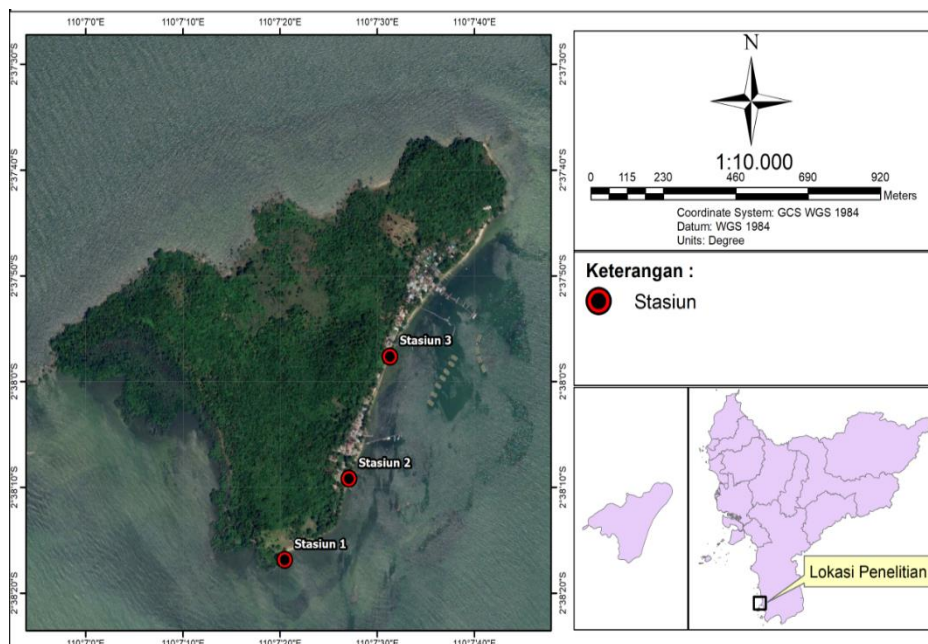 110°7'0"E 110°7'10"E 110°7'20"E 110°7'30"E 110°7'40"E
2°37'30"S 2°37'30"S
2°37'40"S 2°37'40"S
2°37'50"S 2°37'50"S
2°38'0"S 2°38'0"S
2°38'10"S 2°38'10"S
2°38'20"S 2°38'20"S
Stasiun 3
Stasiun 2
Stasiun 1
110°7'0"E 110°7'10"E 110°7'20"E 110°7'30"E 110°7'40"E
N
1:10.000
0 115 230 460 690 920
Meters
Coordinate System: GCS WGS 1984
Datum: WGS 1984
Units: Degree
Keterangan :
Stasiun
Lokasi Penelitian